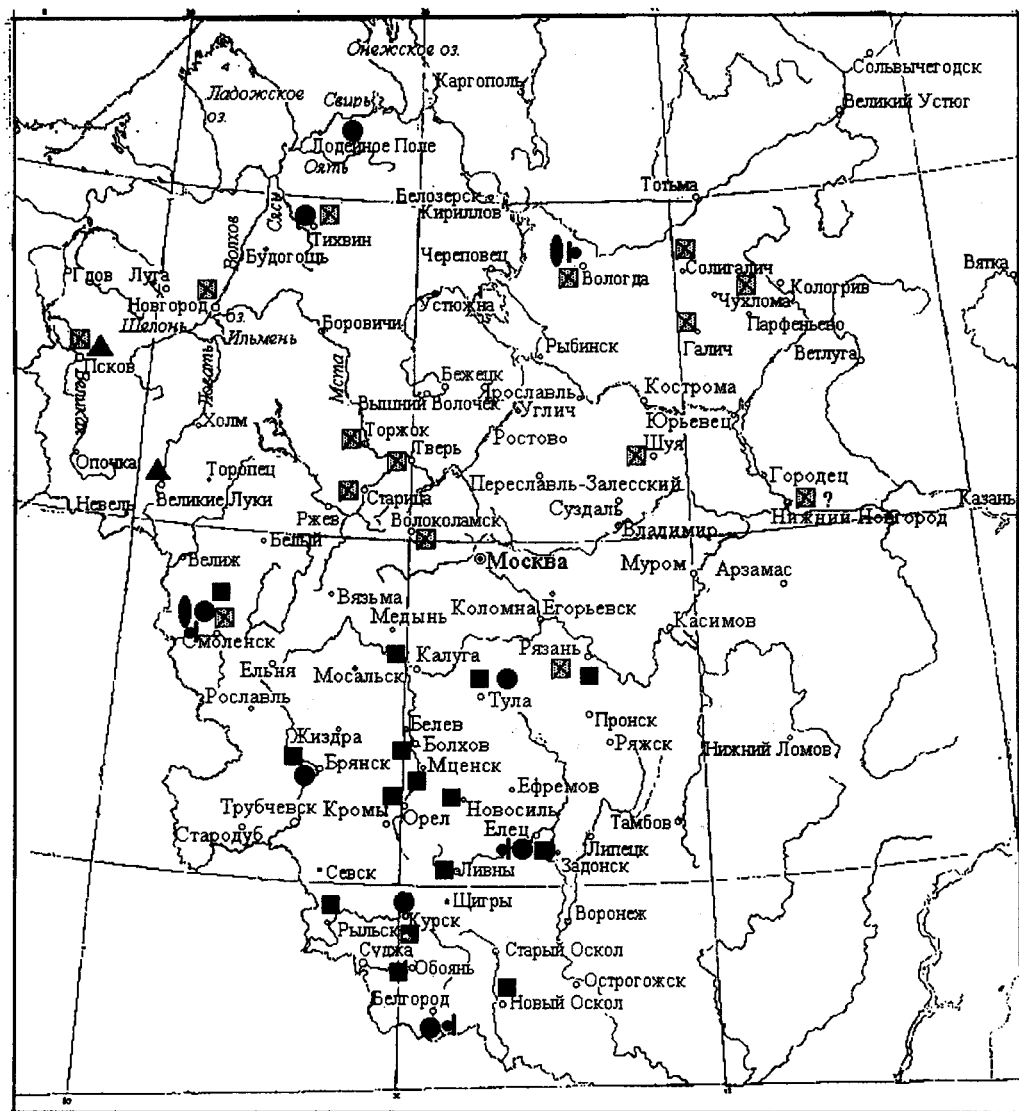 Онежское оз.
Каргополь
Сольвычегодск
Великий Устюг
Ладожское
оз.
Свирь
Лодейное Поле
Оять
Тотьма
Белозерск
Кириллов
Сясь
Волхов
Тихвин
Будогощь
Череповец
Вологда
Солигалич
Вятка
Гдов
Луга
Новгород
оз.
Ильмень
Шелонь
Устюжна
Чухлома
Кологрив
Парфеньево
Боровичи
Галич
Ветлуга
Псков
Великая
Ловать
Мста
Рыбинск
Бежецк
Вышний Волочек
Ярославль
Углич
Кострома
Юрьевец
Холм
Торжок
Ростов
Шуя
Тверь
Опочка
Торопец
Великие Луки
Невель
Старица
Ржев
Переславль-Залесский
Суздаль
Городец
?
Нижний-Новгород
Казань
Волоколамск
Владимир
Белый
Велиж
Москва
Муром
Арзамас
Вязьма
Медынь
Коломна
Егорьевск
Касимов
Смоленск
Ельня
Мосальск
Калуга
Рязань
Тула
Рославль
Пронск
Ряжск
Нижний Ломов
Белев
Болхов
Жиздра
Брянск
Мценск
Ефремов
Новосиль
Трубчевск
Кромы
Орел
Стародуб
Елец
Липецк
Тамбов
Задонск
Севск
Ливны
Щигры
Воронеж
Рыльск
Курск
Суджа
Обоянь
Старый Оскол
Острогожск
Новый Оскол
Белгород